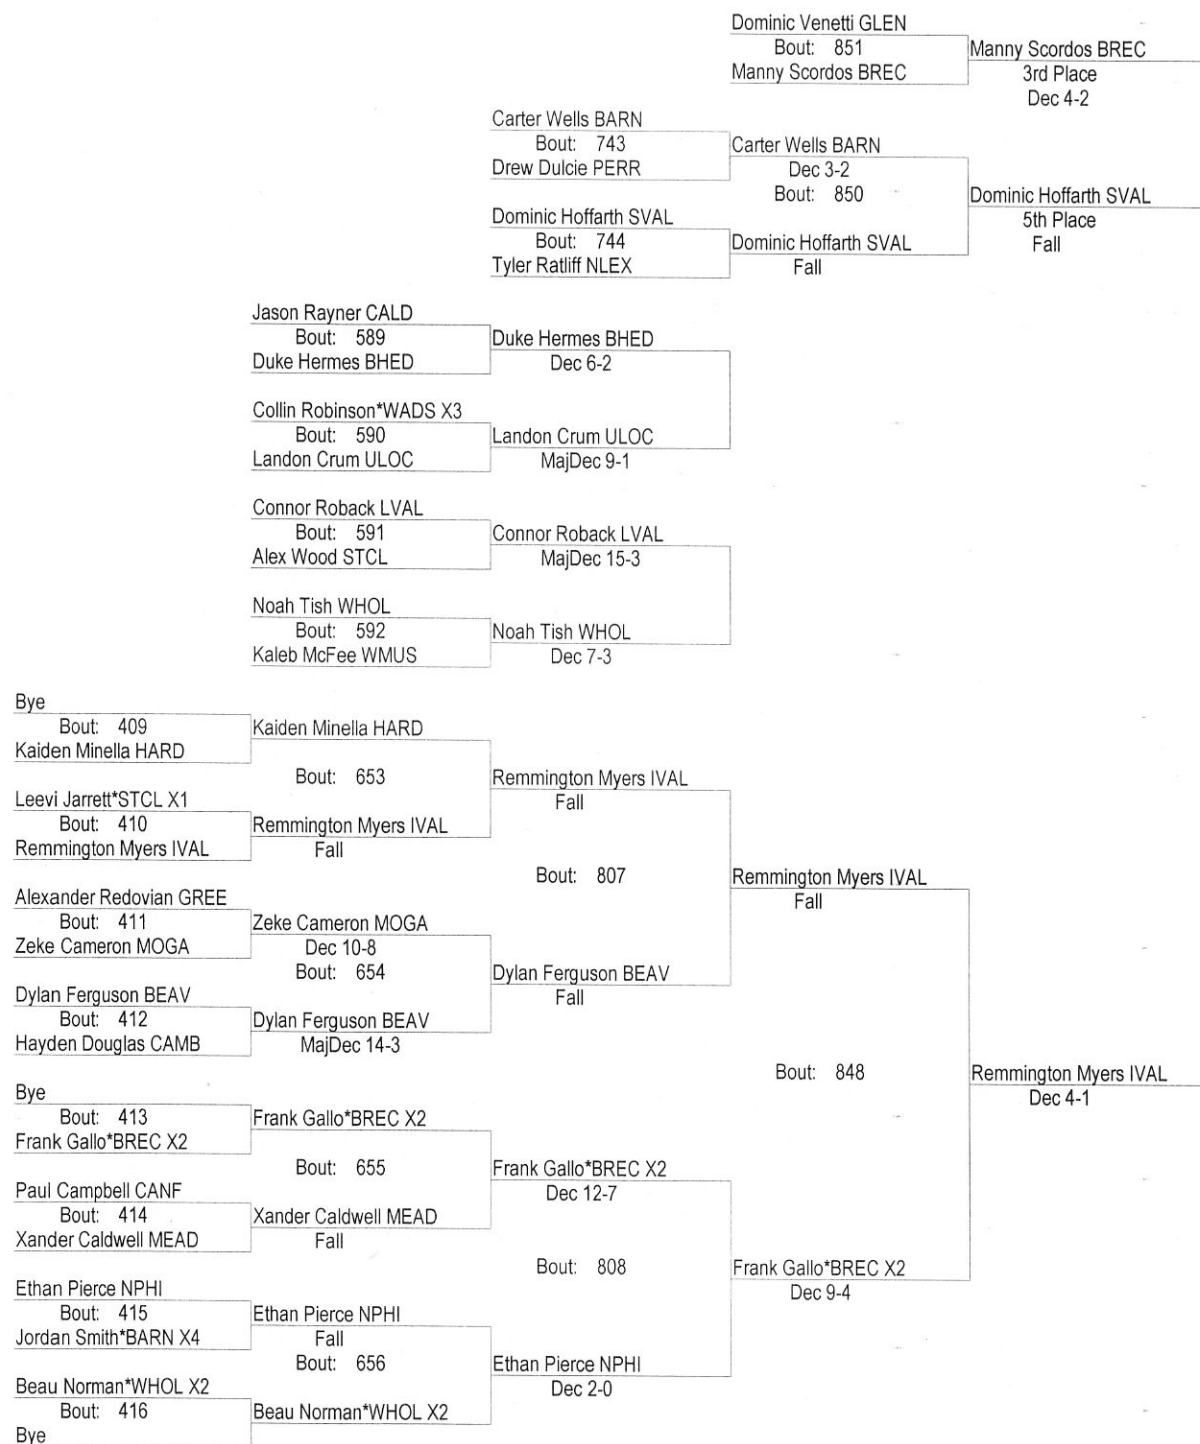 Dominic Venetti GLEN
Bout: 851
Manny Scordos BREC
Manny Scordos BREC
3rd Place
Dec 4-2
Carter Wells BARN
Bout: 743
Drew Dulcie PERR
Carter Wells BARN
Dec 3-2
Bout: 850
Dominic Hoffarth SVAL
5th Place
Fall
Dominic Hoffarth SVAL
Bout: 744
Tyler Ratliff NLEX
Dominic Hoffarth SVAL
Fall
Jason Rayner CALD
Bout: 589
Duke Hermes BHED
Duke Hermes BHED
Dec 6-2
Collin Robinson*WADS X3
Bout: 590
Landon Crum ULOC
Landon Crum ULOC
MajDec 9-1
Connor Roback LVAL
Bout: 591
Alex Wood STCL
Connor Roback LVAL
MajDec 15-3
Noah Tish WHOL
Bout: 592
Kaleb McFee WMUS
Noah Tish WHOL
Dec 7-3
Bye
Bout: 409
Kaiden Minella HARD
Kaiden Minella HARD
Bout: 653
Remmington Myers IVAL
Fall
Leevi Jarrett*STCL X1
Bout: 410
Remmington Myers IVAL
Remmington Myers IVAL
Fall
Bout: 807
Remmington Myers IVAL
Fall
Alexander Redovian GREE
Bout: 411
Zeke Cameron MOGA
Zeke Cameron MOGA
Dec 10-8
Bout: 654
Dylan Ferguson BEAV
Fall
Dylan Ferguson BEAV
Bout: 412
Hayden Douglas CAMB
Dylan Ferguson BEAV
MajDec 14-3
Bout: 848
Remmington Myers IVAL
Dec 4-1
Bye
Bout: 413
Frank Gallo*BREC X2
Frank Gallo*BREC X2
Bout: 655
Frank Gallo*BREC X2
Dec 12-7
Paul Campbell CANF
Bout: 414
Xander Caldwell MEAD
Xander Caldwell MEAD
Fall
Bout: 808
Frank Gallo*BREC X2
Dec 9-4
Ethan Pierce NPHI
Bout: 415
Jordan Smith*BARN X4
Ethan Pierce NPHI
Fall
Bout: 656
Ethan Pierce NPHI
Dec 2-0
Beau Norman*WHOL X2
Bout: 416
Bye
Beau Norman*WHOL X2